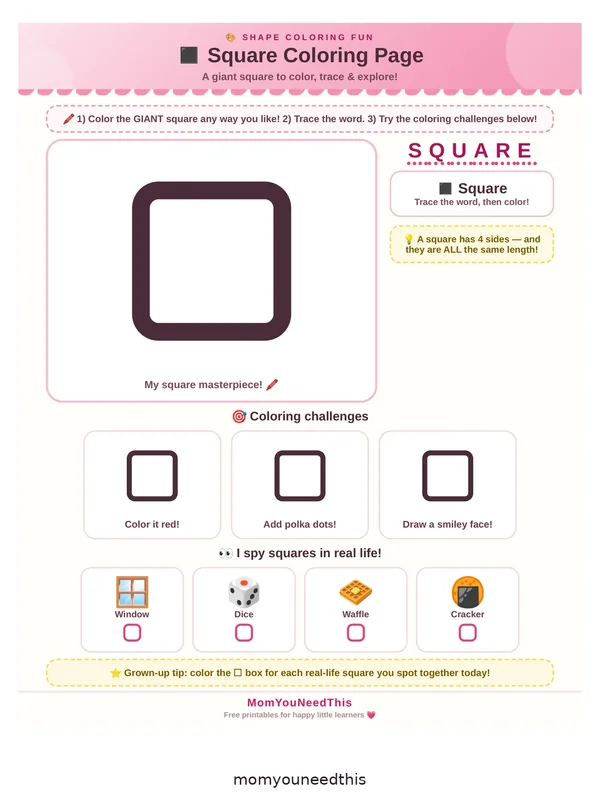 🎨 SHAPE COLORING FUN
⬛ Square Coloring Page
A giant square to color, trace & explore!
🖍️ 1) Color the GIANT square any way you like! 2) Trace the word. 3) Try the coloring challenges below!
SQUARE
⬛ Square
Trace the word, then color!
💡 A square has 4 sides — and
they are ALL the same length!
My square masterpiece! 🖍️
🎯 Coloring challenges
Color it red!
Add polka dots!
Draw a smiley face!
👀 I spy squares in real life!
Window
Dice
Waffle
Cracker
⭐ Grown-up tip: color the ☐ box for each real-life square you spot together today!
MomYouNeedThis
Free printables for happy little learners 💗
momyouneedthis